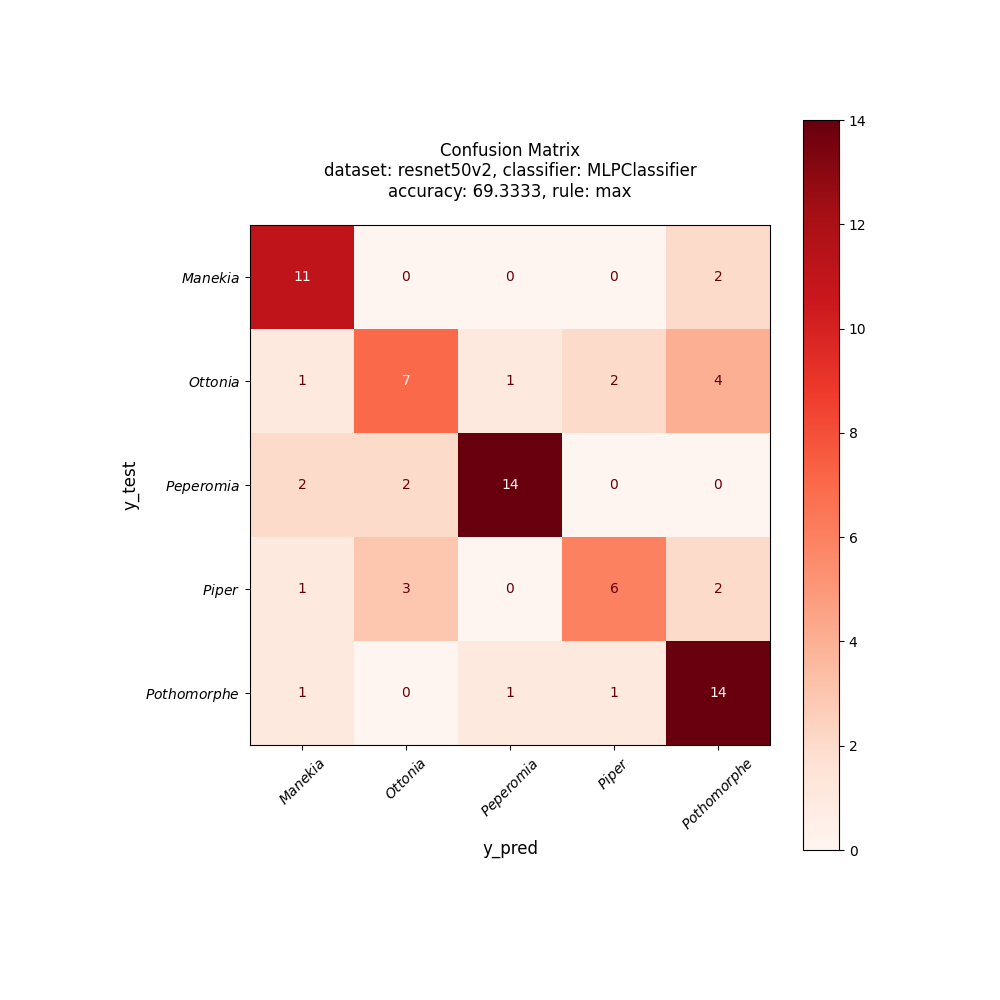 Confusion Matrix
dataset: resnet50v2, classifier: MLPClassifier
accuracy: 69.3333, rule: max
Manekia 11 0 0 0 2
Ottonia 1 7 1 2 4
Peperomia 2 2 14 0 0
Piper 1 3 0 6 2
Pothomorphe 1 0 1 1 14
y_test
Manekia Ottonia Peperomia Piper Pothomorphe
y_pred
14
12
10
8
6
4
2
0